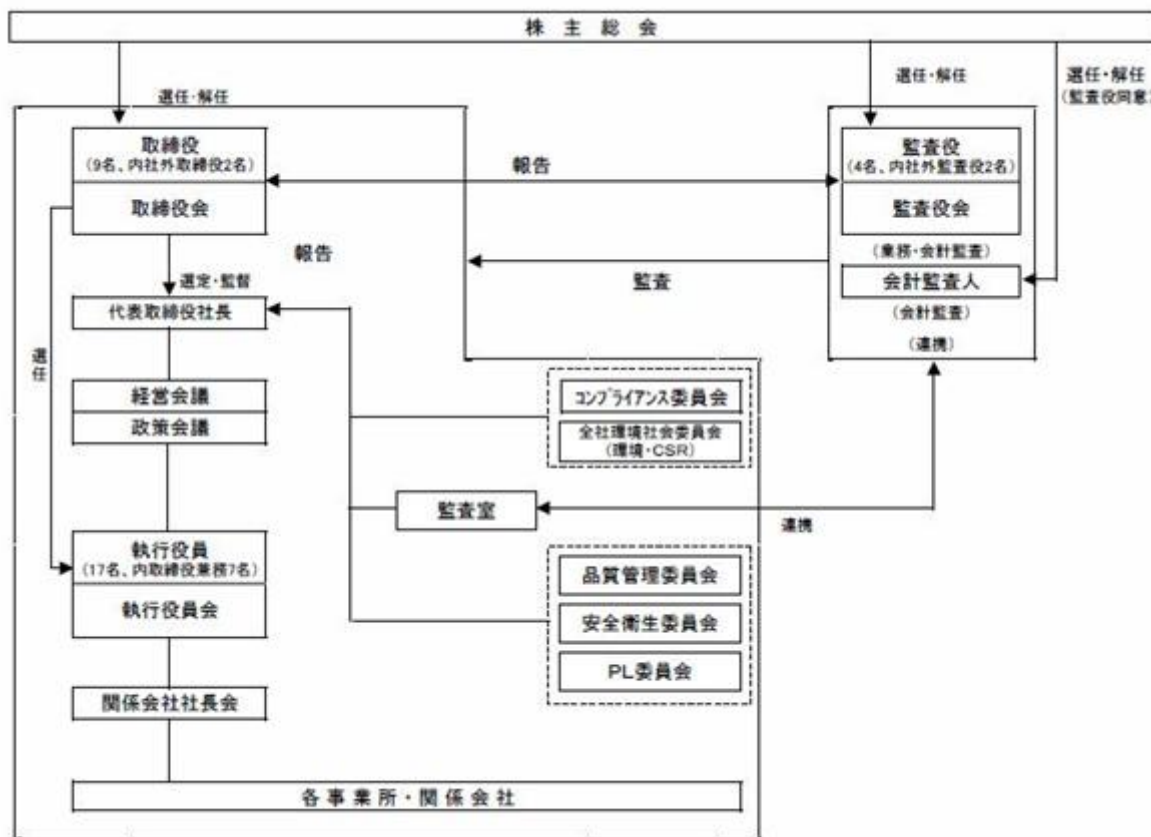 株主総会
選任・解任
選任・解任
選任・解任
(監査役同意)
取締役
(9名、内社外取締役2名)
取締役会
報告
監査役
(4名、内社外監査役2名)
監査役会
(業務・会計監査)
会計監査人
(会計監査)
(連携)
報告
監査
選定・監督
代表取締役社長
選任
経営会議
政策会議
コンプライアンス委員会
全社環境社会委員会
(環境・CSR)
監査室
連携
執行役員
(17名、内取締役兼務7名)
執行役員会
品質管理委員会
安全衛生委員会
PL委員会
関係会社社長会
各事業所・関係会社